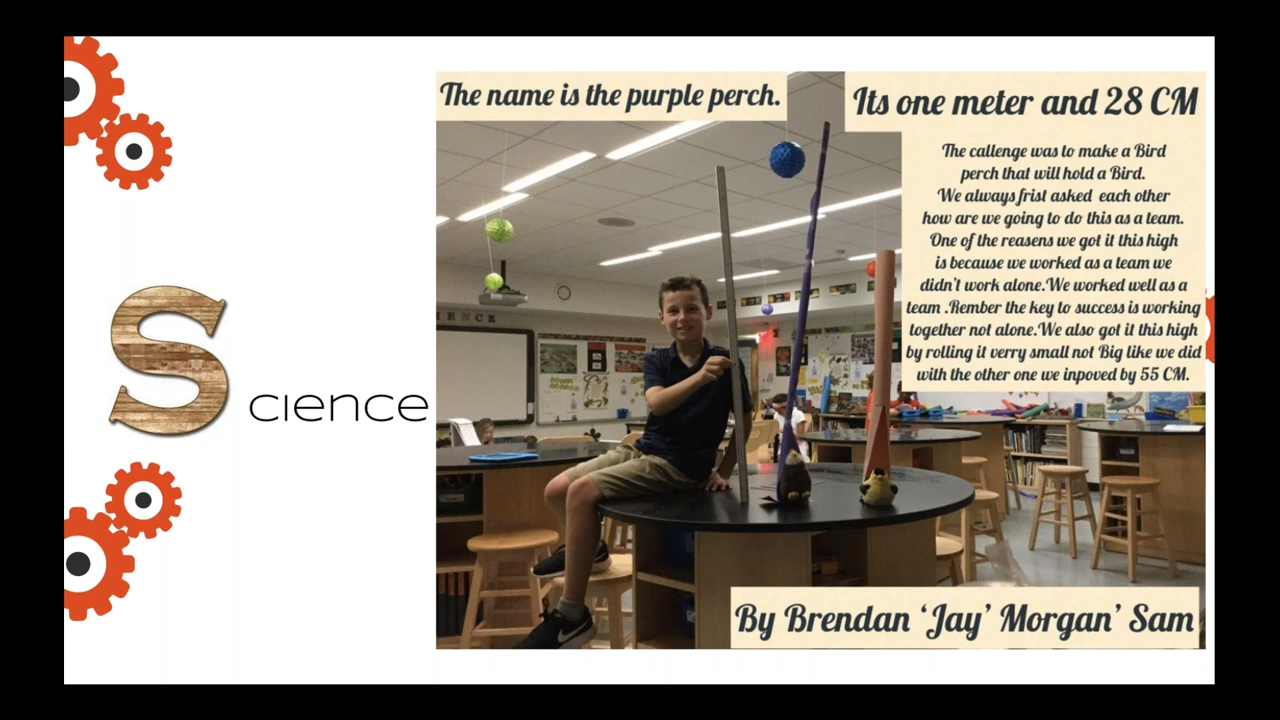 Science
The name is the purple perch.
Its one meter and 28 CM
The callenge was to make a Bird
perch that will hold a Bird.
We always frist asked each other
how are we going to do this as a team.
One of the reasens we got it this high
is because we worked as a team we
didn't work alone.We worked well as a
team .Rember the key to success is working
together not alone.We also got it this high
by rolling it verry small not Big like we did
with the other one we inpoved by 55 CM.
IENCE
By Brendan ‘Jay’ Morgan’ Sam